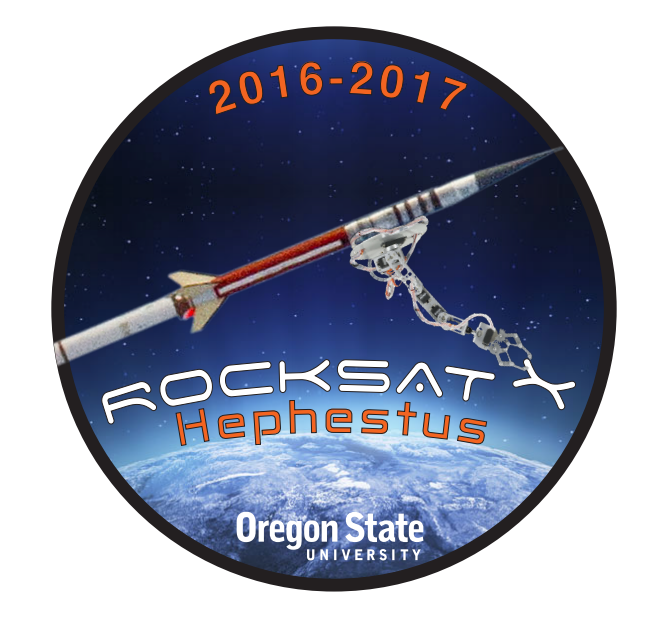 2016-2017
ROCKSAT X
Hephestus
Oregon State
UNIVERSITY